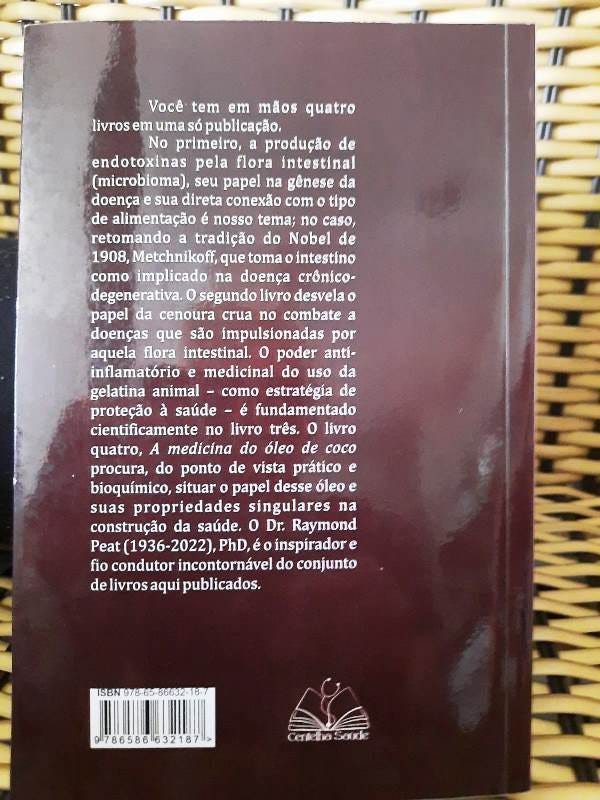 Você tem em mãos quatro
livros em uma só publicação.
No primeiro, a produção de
endotoxinas pela flora intestinal
(microbioma), seu papel na gênese da
doença e sua direta conexão com o tipo
de alimentação é nosso tema; no caso,
retomando a tradição do Nobel de
1908, Metchnikoff, que toma o intestino
como implicado na doença crônico-
degenerativa. O segundo livro desvela o
papel da cenoura crua no combate a
doenças que são impulsionadas por
aquela flora intestinal. O poder anti-
inflamatório e medicinal do uso da
gelatina animal – como estratégia de
proteção à saúde – é fundamentado
cientificamente no livro três. O livro
quatro, A medicina do óleo de coco
procura, do ponto de vista prático e
bioquímico, situar o papel desse óleo e
suas propriedades singulares na
construção da saúde. O Dr. Raymond
Peat (1936-2022), PhD, é o inspirador e
fio condutor incontornável do conjunto
de livros aqui publicados.
ISBN 978-65-86632-18-7
9 786586 632187 >
Centelha Saúde